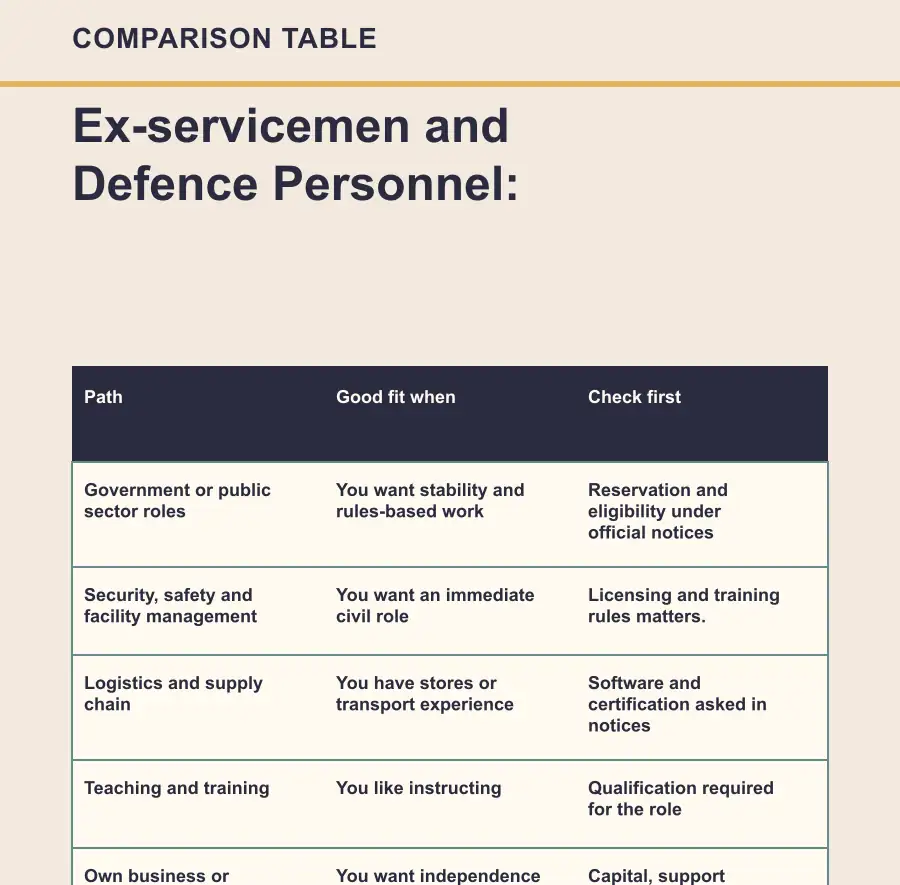 COMPARISON TABLE
Ex-servicemen and
Defence Personnel:
Path
Good fit when
Check first
Government or public
sector roles
You want stability and
rules-based work
Reservation and
eligibility under
official notices
Security, safety and
facility management
You want an immediate
civil role
Licensing and training
rules matters.
Logistics and supply
chain
You have stores or
transport experience
Software and
certification asked in
notices
Teaching and training
You like instructing
Qualification required
for the role
Own business or
You want independence
Capital, support